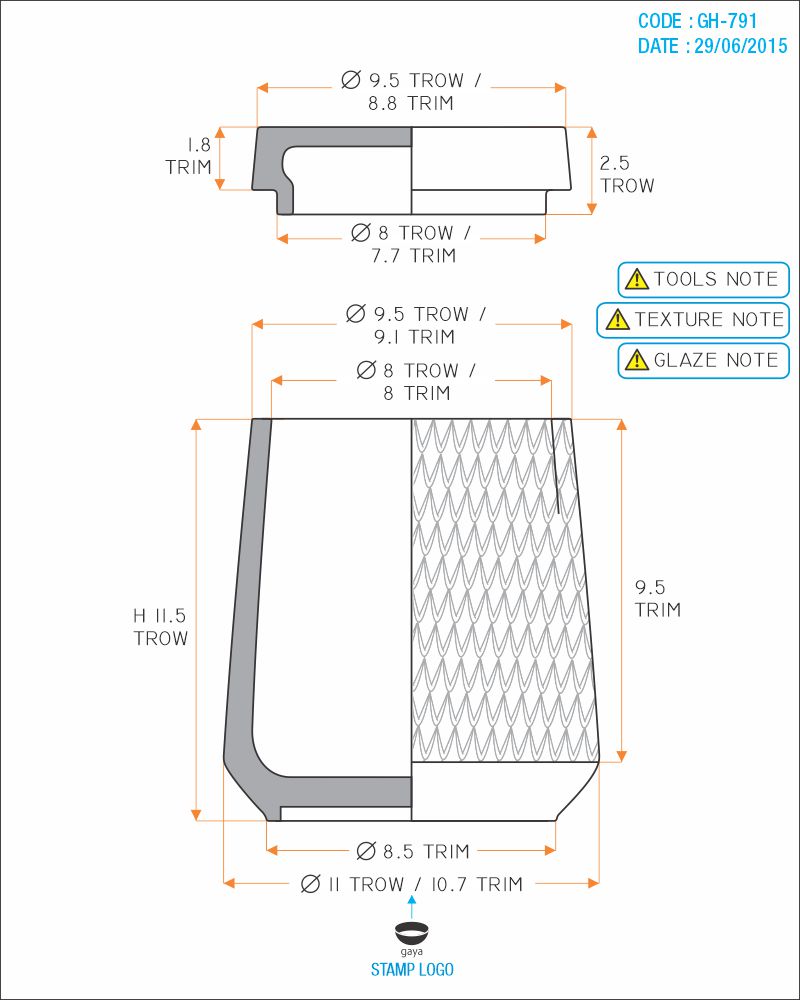 CODE : GH-791
DATE : 29/06/2015
Ø 9.5 TROW /
8.8 TRIM
1.8
TRIM
2.5
TROW
Ø 8 TROW /
7.7 TRIM
TOOLS NOTE
TEXTURE NOTE
GLAZE NOTE
Ø 9.5 TROW /
9.1 TRIM
Ø 8 TROW /
8 TRIM
H 11.5
TROW
9.5
TRIM
Ø 8.5 TRIM
Ø 11 TROW / 10.7 TRIM
gaya
STAMP LOGO